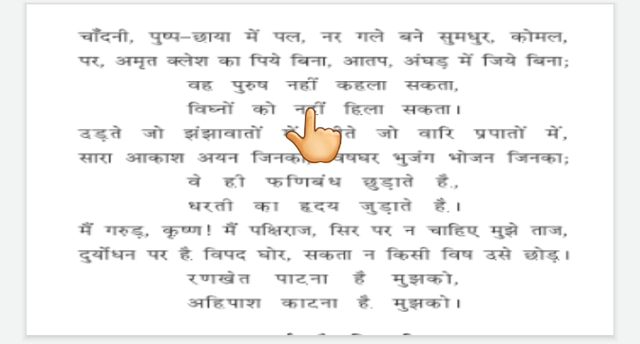 चाँदनी, पुष्प-छाया में पल, नर गले बने सुमधुर, कोमल,
पर, अमृत क्लेश का पिये बिना, आतप, अंघड़ में जिये बिना;
वह पुरुष नहीं कहला सकता,
विघ्नों को नहीं हिला सकता।
उड़ते जो झंझावातों में जो वारि प्रपातों में,
सारा आकाश अयन जिनका, भुजंग भोजन जिनका;
वे ही फणिबंध छुड़ाते है.,
धरती का हृदय जुड़ाते है.।
मैं गरुड़, कृष्ण! मैं पक्षिराज, सिर पर न चाहिए मुझे ताज,
दुर्योधन पर है. विपद घोर, सकता न किसी विष उसे छोड़।
रणखेत पाटना है मुझको,
अहिपाश काटना है. मुझको।